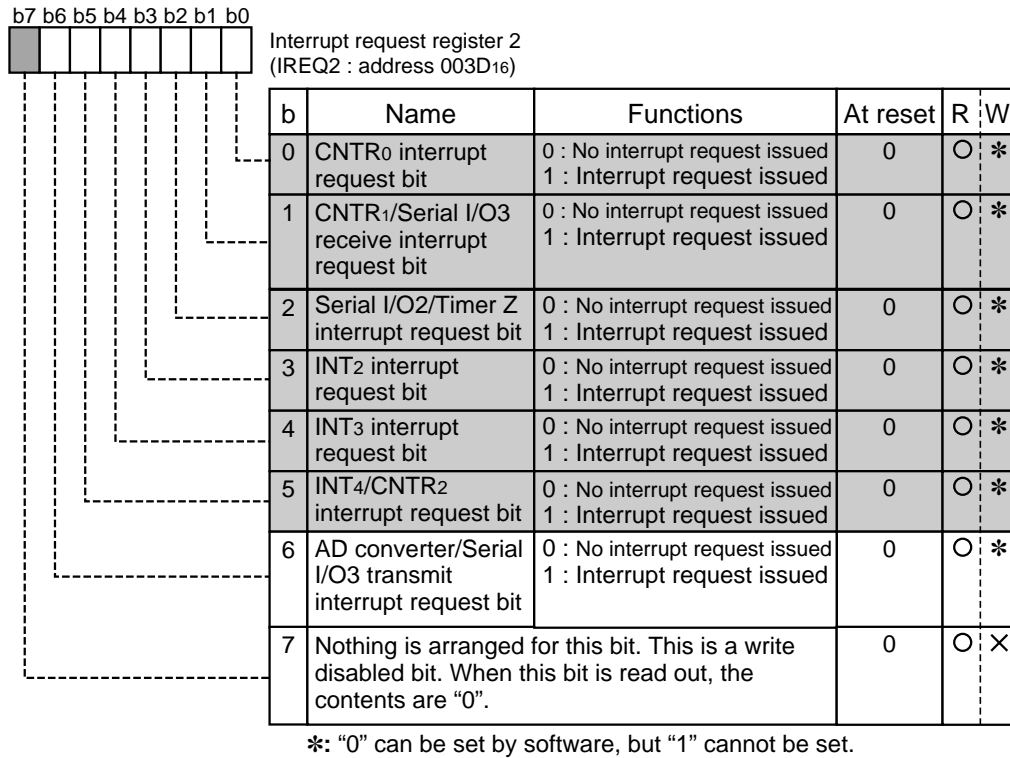 b7 b6 b5 b4 b3 b2 b1 b0
Interrupt request register 2
(IREQ2 : address 003D16)
b Name Functions At reset R W
0 CNTR0 interrupt 0 : No interrupt request issued 0 O ✻
request bit 1 : Interrupt request issued
1 CNTR1/Serial I/O3 0 : No interrupt request issued 0 O ✻
receive interrupt 1 : Interrupt request issued
request bit
2 Serial I/O2/Timer Z 0 : No interrupt request issued 0 O ✻
interrupt request bit 1 : Interrupt request issued
3 INT2 interrupt 0 : No interrupt request issued 0 O ✻
request bit 1 : Interrupt request issued
4 INT3 interrupt 0 : No interrupt request issued 0 O ✻
request bit 1 : Interrupt request issued
5 INT4/CNTR2 0 : No interrupt request issued 0 O ✻
interrupt request bit 1 : Interrupt request issued
6 AD converter/Serial 0 : No interrupt request issued 0 O ✻
I/O3 transmit 1 : Interrupt request issued
interrupt request bit
7 Nothing is arranged for this bit. This is a write 0 O ×
disabled bit. When this bit is read out, the
contents are “0”.
✻: “0” can be set by software, but “1” cannot be set.